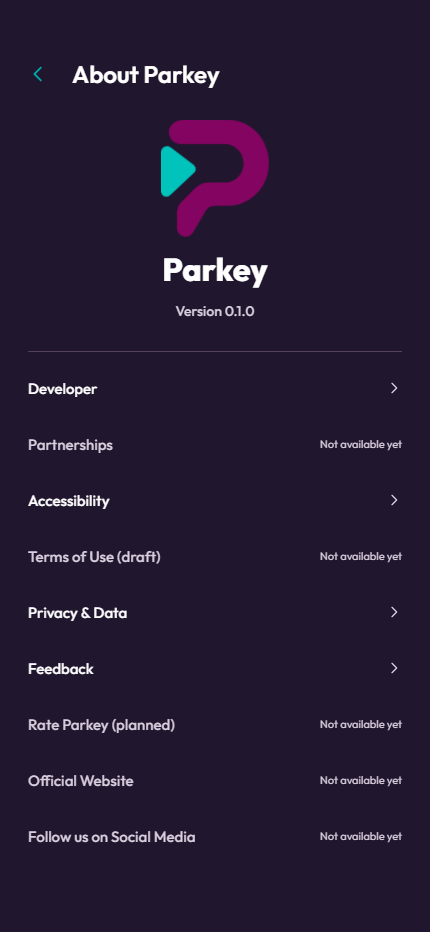 About Parkey
Parkey
Version 0.1.0
Developer
Partnerships Not available yet
Accessibility
Terms of Use (draft) Not available yet
Privacy & Data
Feedback
Rate Parkey (planned) Not available yet
Official Website Not available yet
Follow us on Social Media Not available yet